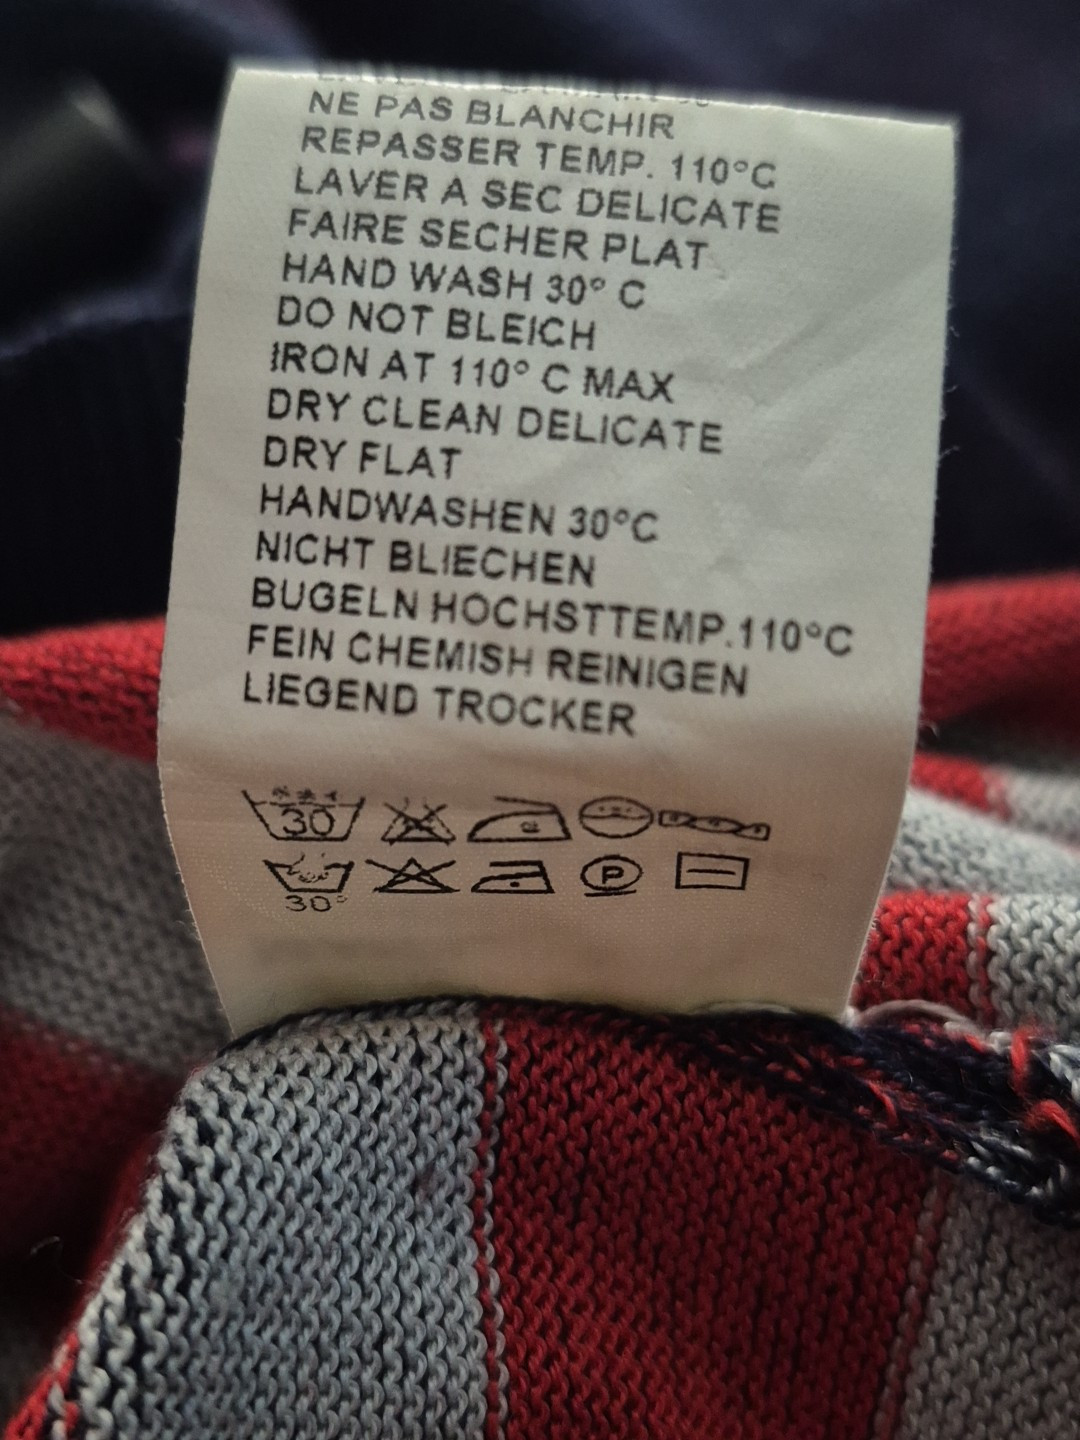 NE PAS BLANCHIR
REPASSER TEMP. 110°C
LAVER A SEC DELICATE
FAIRE SECHER PLAT
HAND WASH 30° C
DO NOT BLEICH
IRON AT 110° C MAX
DRY CLEAN DELICATE
DRY FLAT
HANDWASHEN 30°C
NICHT BLIECHEN
BUGELN HOCHSTTEMP.110°C
FEIN CHEMISH REINIGEN
LIEGEND TROCKER
30
P
30°